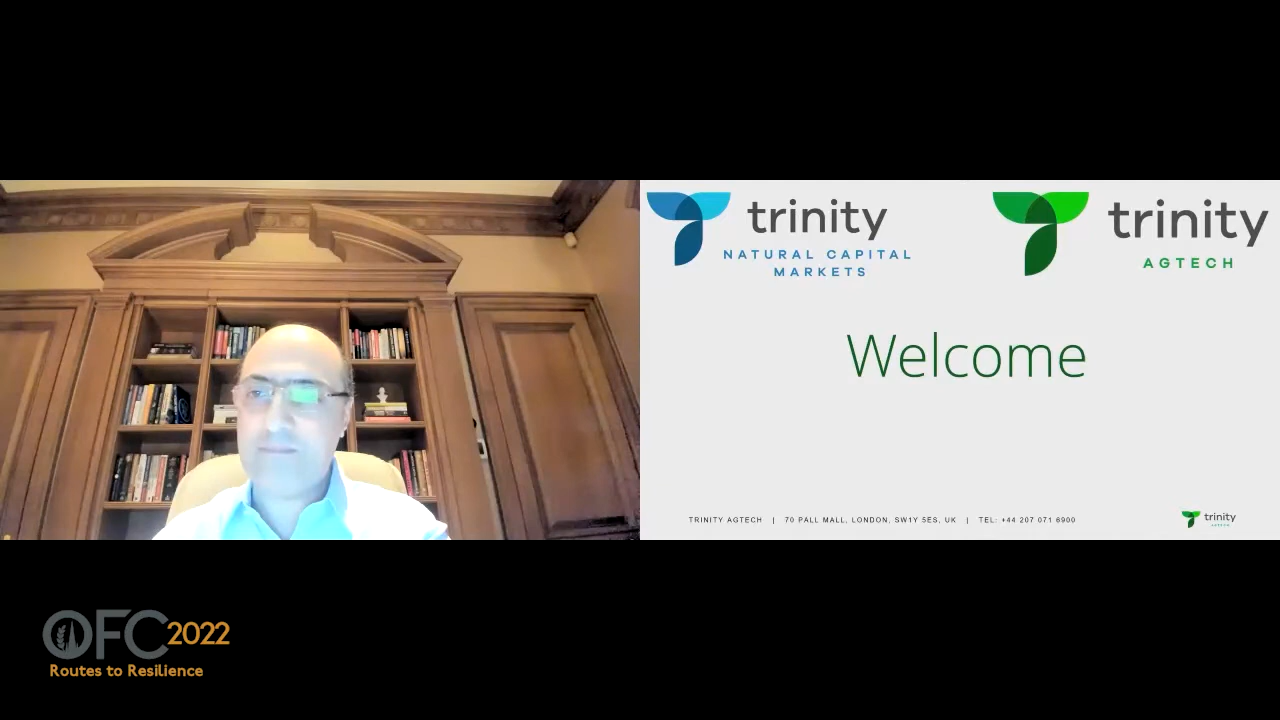 trinity
NATURAL CAPITAL
MARKETS
trinity
AGTECH
Welcome
TRINITY AGTECH | 70 PALL MALL, LONDON, SW1Y 5ES, UK | TEL: +44 207 071 6900
trinity
AGTECH
OFC2022
Routes to Resilience